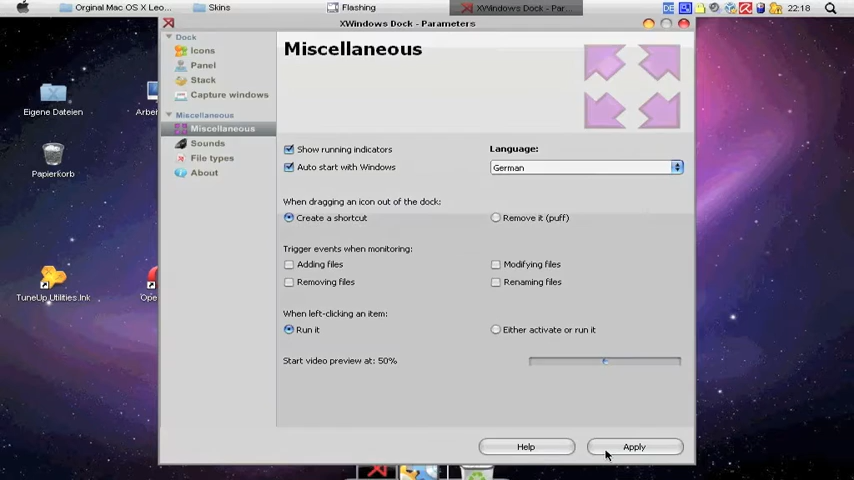 Orginal Mac OS X Leo...
Skins
Flashing
XWindows Dock - Par...
DE
22:18
XWindows Dock - Parameters
Dock
Icons
Panel
Stack
Capture windows
Miscellaneous
Miscellaneous
Sounds
File types
About
Miscellaneous
Show running indicators
Auto start with Windows
Language:
German
When dragging an icon out of the dock:
Create a shortcut
Remove it (puff)
Trigger events when monitoring:
Adding files
Modifying files
Removing files
Renaming files
When left-clicking an item:
Run it
Either activate or run it
Start video preview at: 50%
Help
Apply
Eigene Dateien
Arbei
Papierkorb
TuneUp Utilities.lnk
Ope